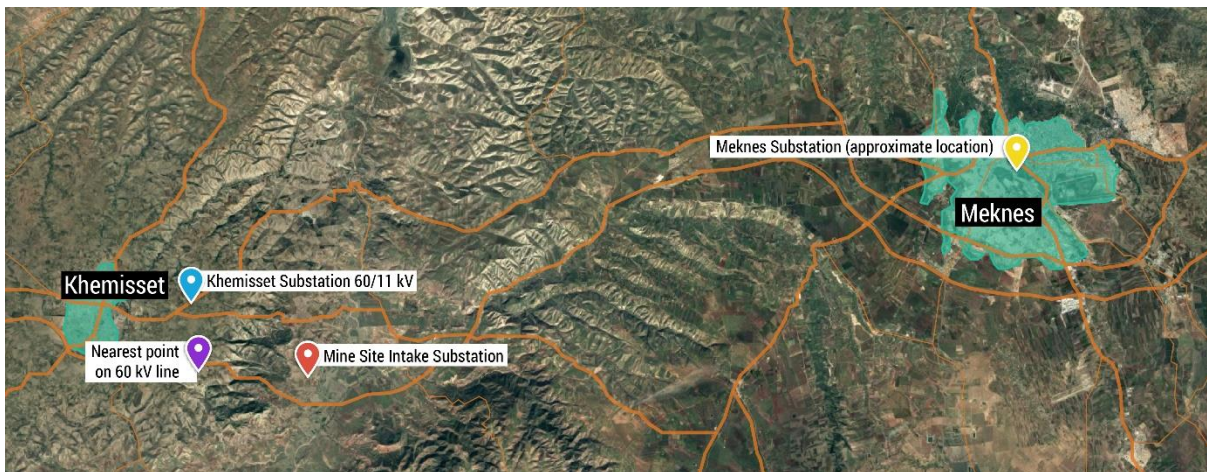 Meknes Substation (approximate location)
Meknes
Khemisset
Khemisset Substation 60/11 kV
Nearest point
on 60 kV line
Mine Site Intake Substation